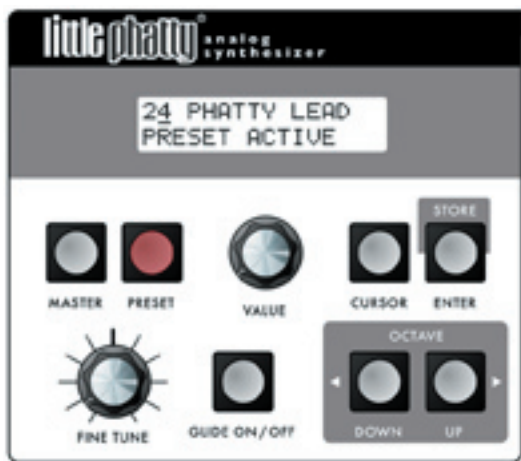 little phatty® analog
synthesizer
24 PHATTY LEAD
PRESET ACTIVE
STORE
MASTER PRESET VALUE CURSOR ENTER
OCTAVE
FINE TUNE GLIDE ON/OFF DOWN UP